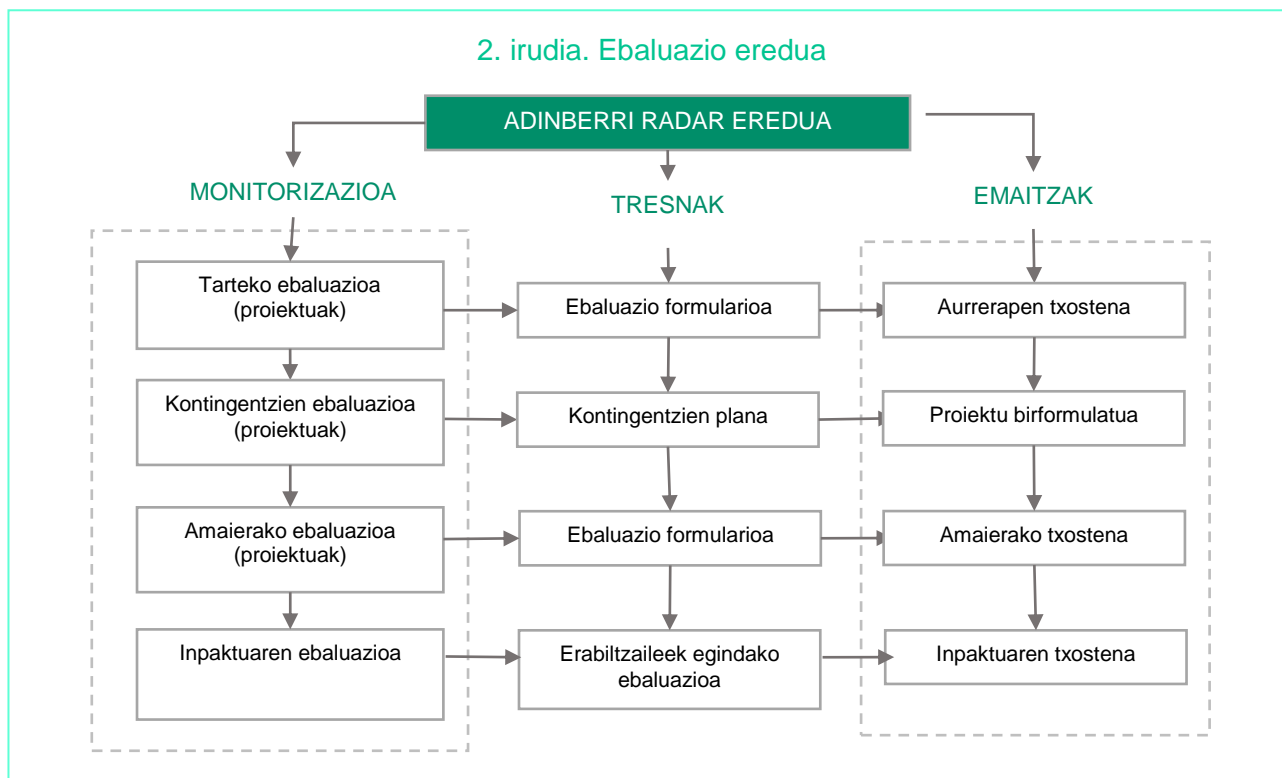 2. irudia. Ebaluazio eredua
ADINBERRI RADAR EREDUA
MONITORIZAZIOA
TRESNAK
EMAITZAK
Tarteko ebaluazioa
(proiektuak)
Ebaluazio formularioa
Aurrerapen txostena
Kontingentzien ebaluazioa
(proiektuak)
Kontingentzien plana
Proiektu birformulatua
Amaierako ebaluazioa
(proiektuak)
Ebaluazio formularioa
Amaierako txostena
Inpaktuaren ebaluazioa
Erabiltzaileek egindako
ebaluazioa
Inpaktuaren txostena